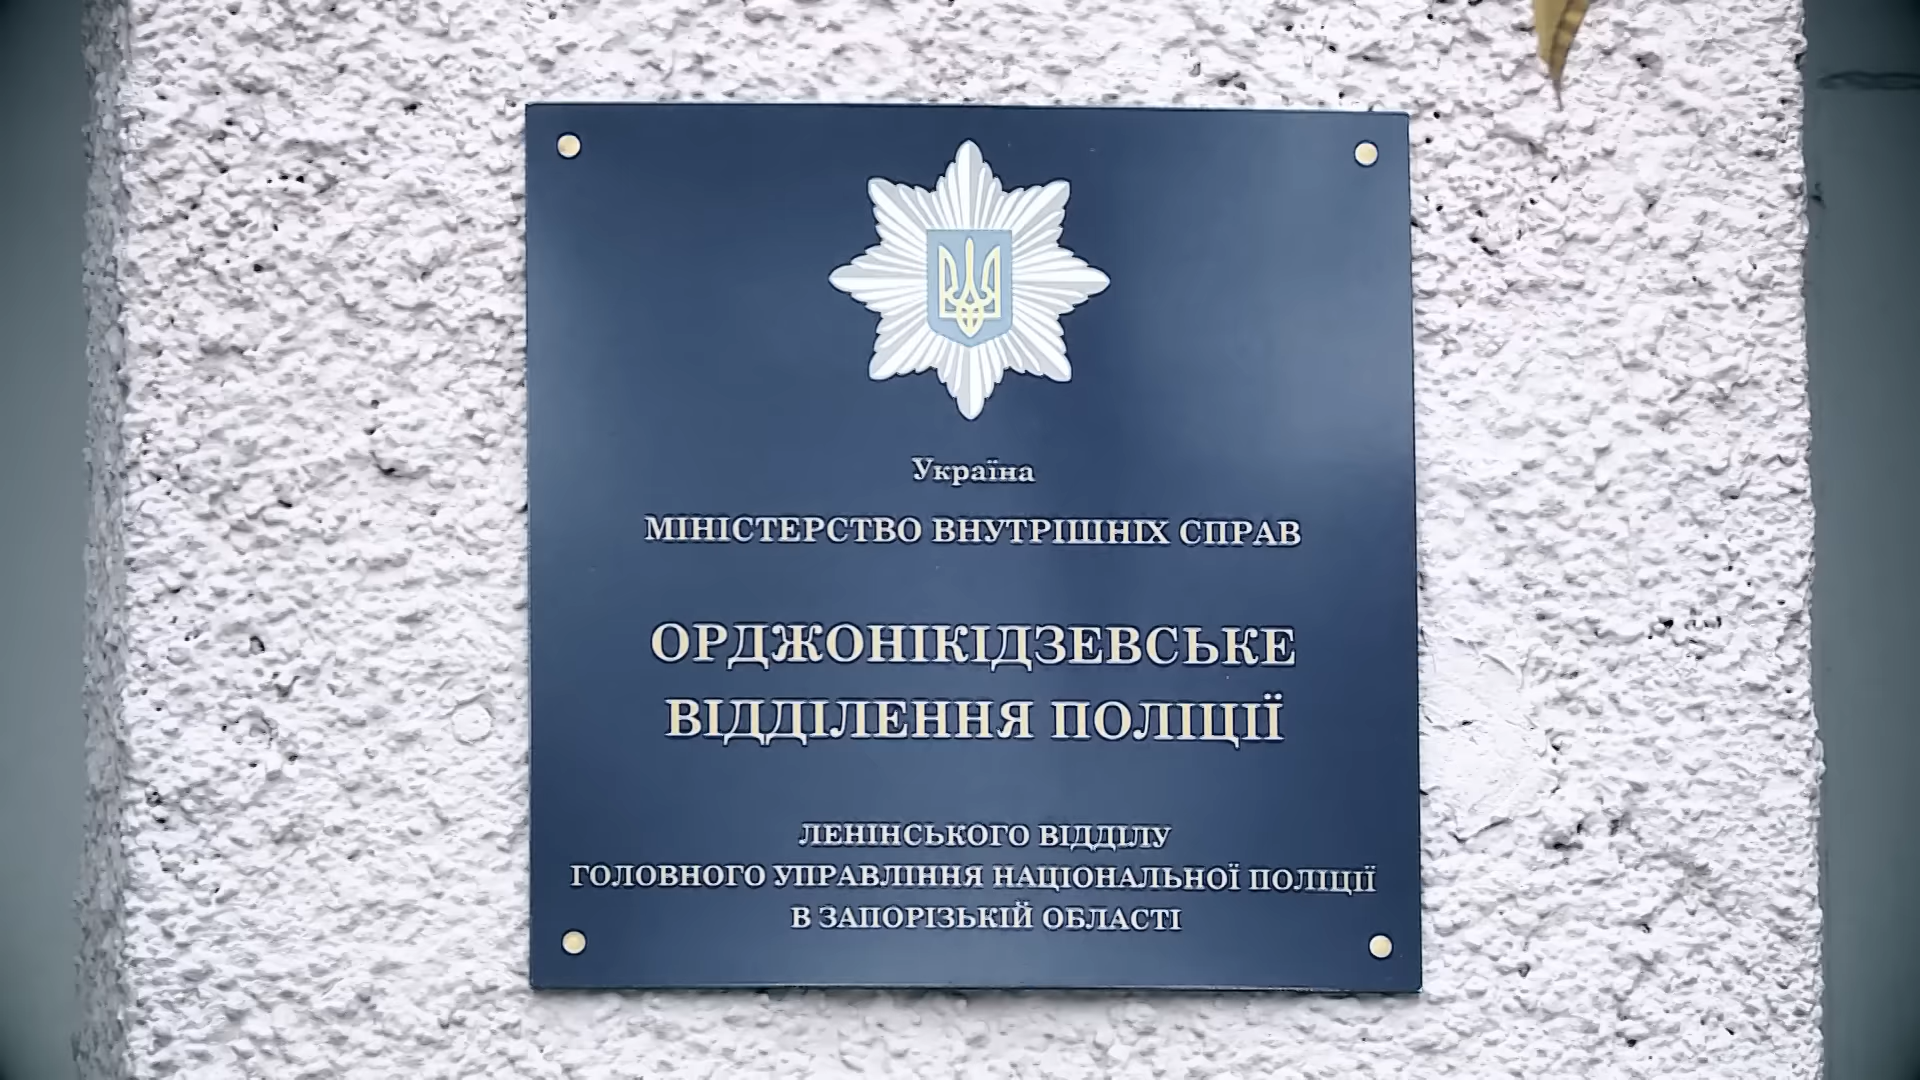 Україна
МІНІСТЕРСТВО ВНУТРІШНІХ СПРАВ
ОРДЖОНІКІДЗЕВСЬКЕ
ВІДДІЛЕННЯ ПОЛІЦІЇ
ЛЕНІНСЬКОГО ВІДДІЛУ
ГОЛОВНОГО УПРАВЛІННЯ НАЦІОНАЛЬНОЇ ПОЛІЦІЇ
В ЗАПОРІЗЬКІЙ ОБЛАСТІ